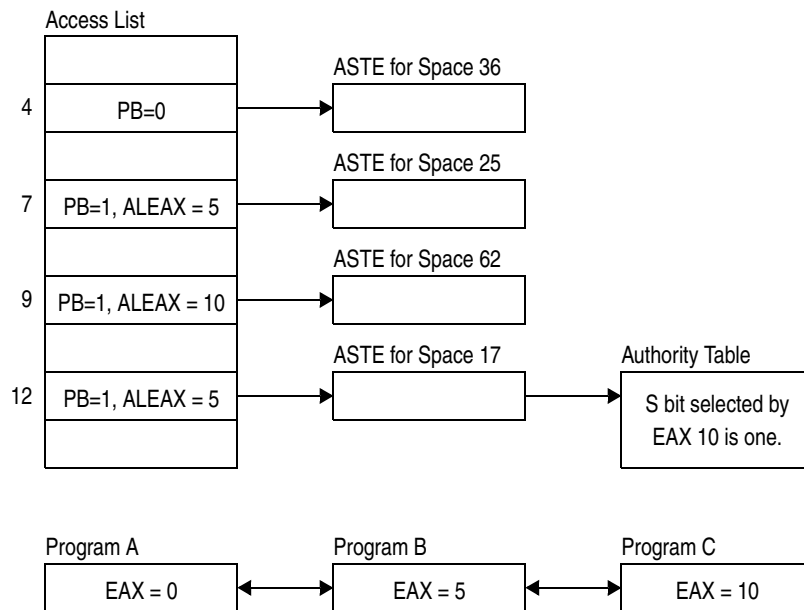 Access List
ASTE for Space 36
4
PB=0
ASTE for Space 25
7
PB=1, ALEAX = 5
ASTE for Space 62
9
PB=1, ALEAX = 10
ASTE for Space 17
Authority Table
12
PB=1, ALEAX = 5
S bit selected by
EAX 10 is one.
Program A
Program B
Program C
EAX = 0
EAX = 5
EAX = 10